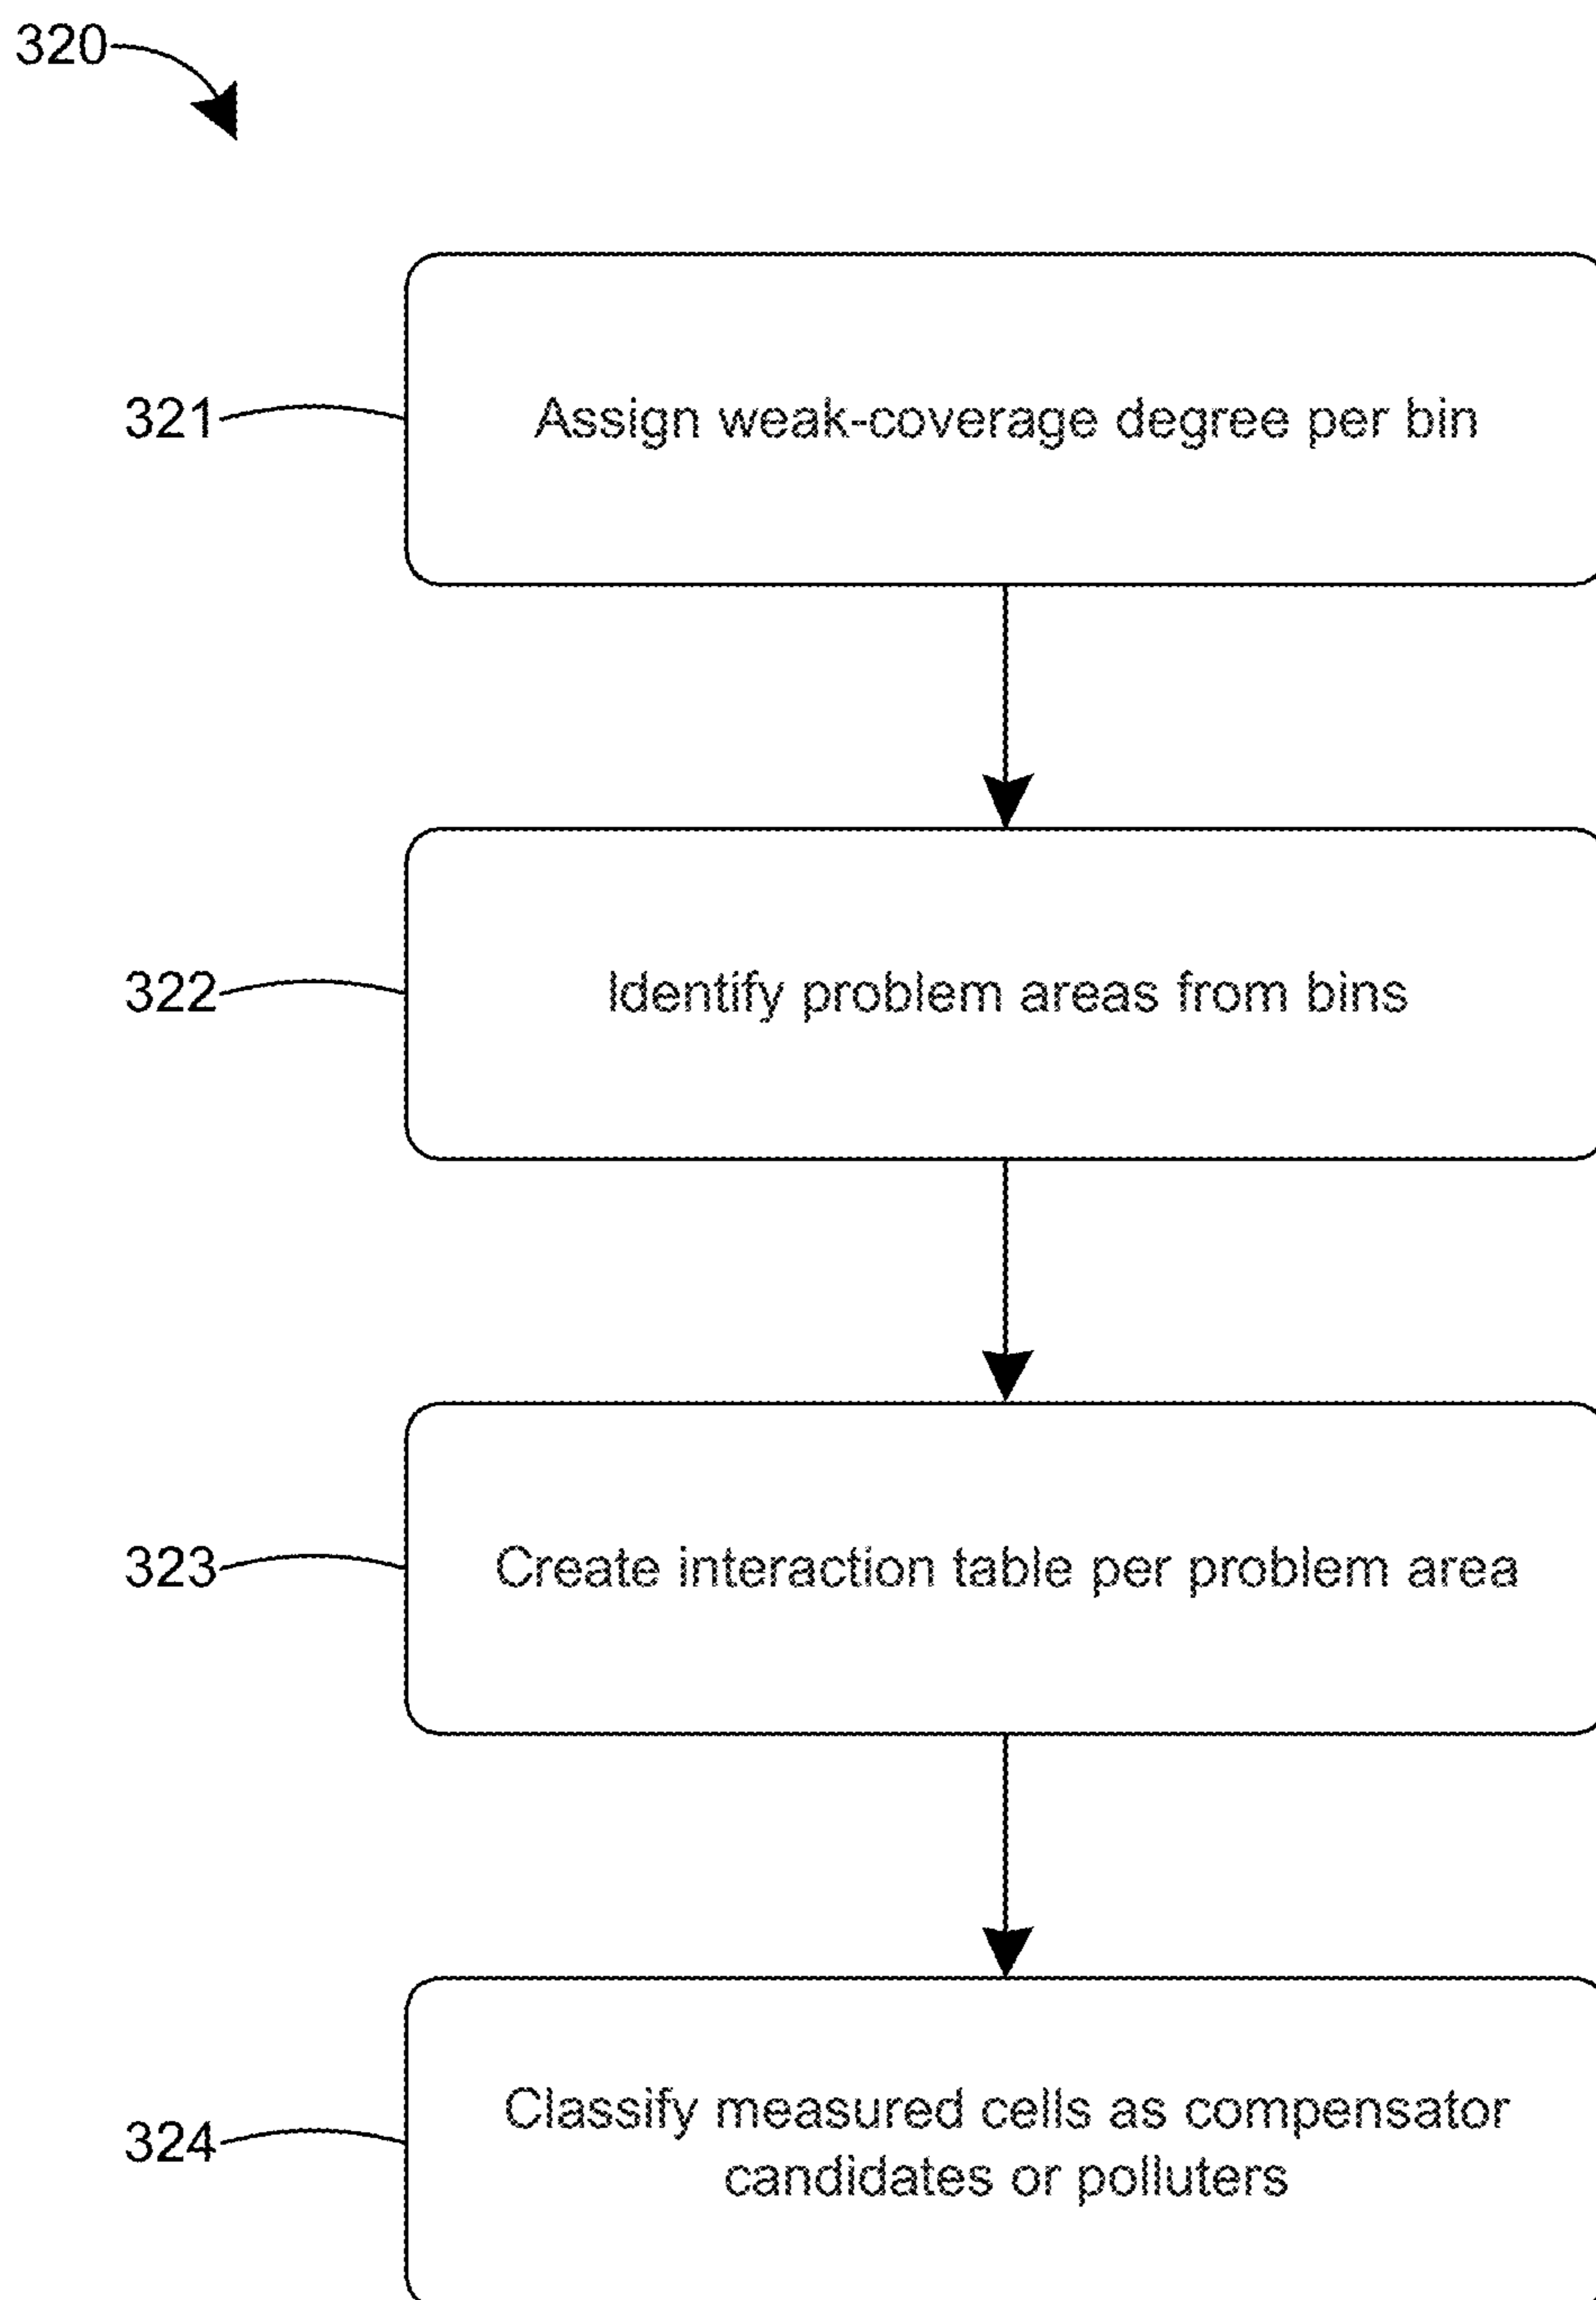 320
321
Assign weak-coverage degree per bin
322
Identify problem areas from bins
323
Create interaction table per problem area
324
Classify measured cells as compensator
candidates or polluters